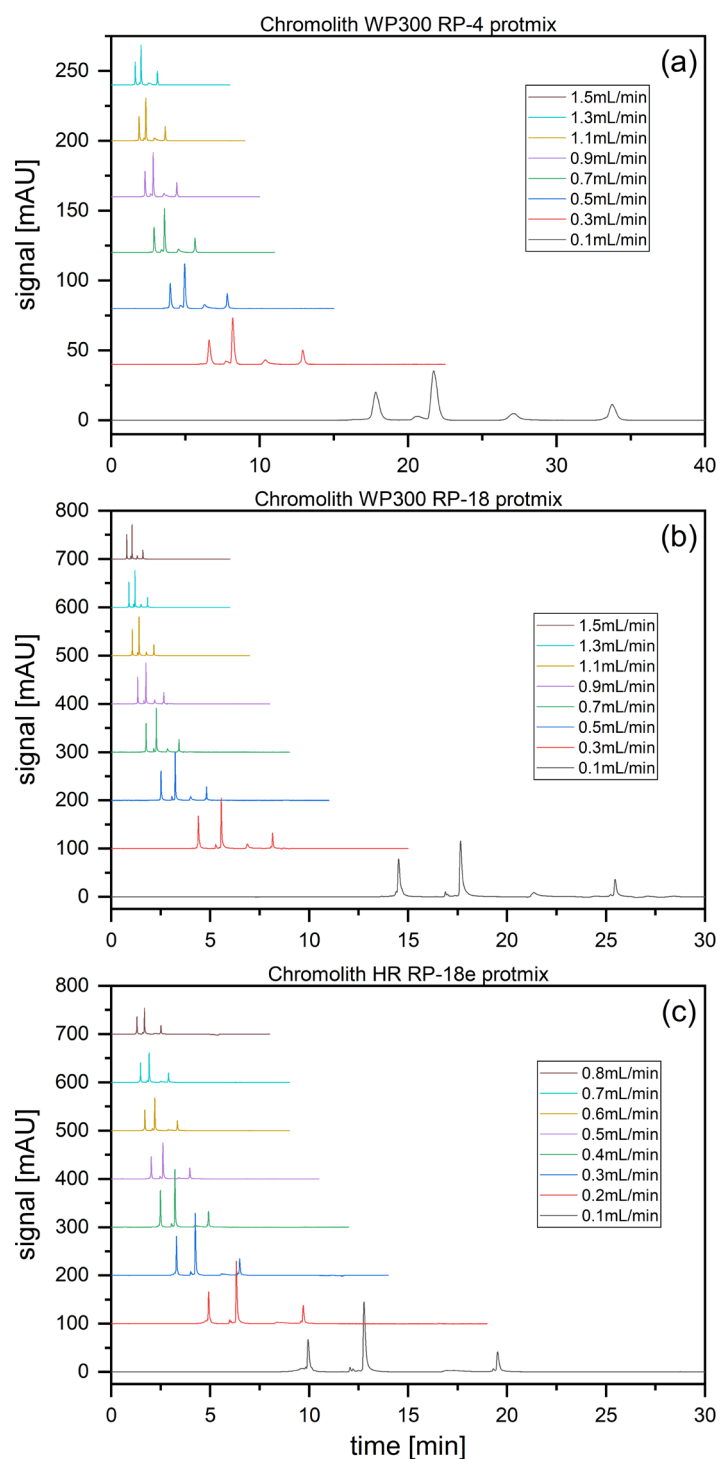 Chromolith WP300 RP-4 protmix
(a)
250
200
150
100
50
0
signal [mAU]
1.5mL/min
1.3mL/min
1.1mL/min
0.9mL/min
0.7mL/min
0.5mL/min
0.3mL/min
0.1mL/min
0 10 20 30 40
Chromolith WP300 RP-18 protmix
(b)
800
700
600
500
400
300
200
100
0
signal [mAU]
1.5mL/min
1.3mL/min
1.1mL/min
0.9mL/min
0.7mL/min
0.5mL/min
0.3mL/min
0.1mL/min
0 5 10 15 20 25 30
Chromolith HR RP-18e protmix
(c)
800
700
600
500
400
300
200
100
0
signal [mAU]
0.8mL/min
0.7mL/min
0.6mL/min
0.5mL/min
0.4mL/min
0.3mL/min
0.2mL/min
0.1mL/min
0 5 10 15 20 25 30
time [min]